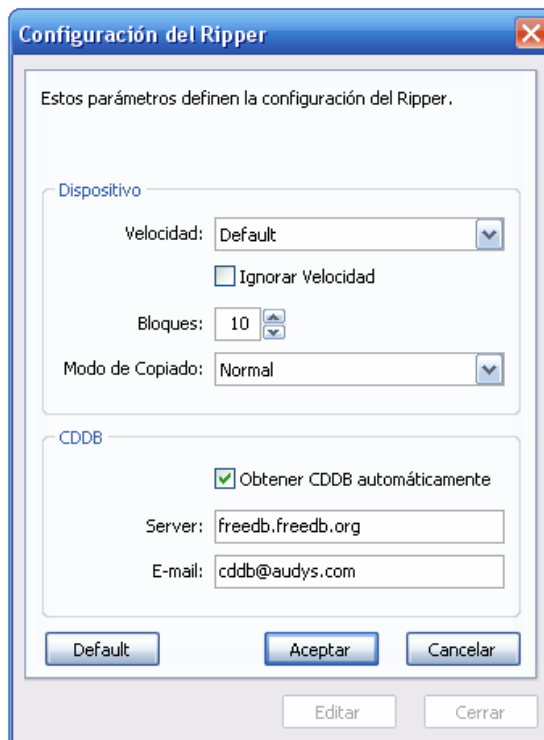 Configuración del Ripper
Estos parámetros definen la configuración del Ripper.
Dispositivo
Velocidad: Default
Ignorar Velocidad
Bloques: 10
Modo de Copiado: Normal
CDDB
Obtener CDDB automáticamente
Server: freedb.freedb.org
E-mail: cddb@audys.com
Default Aceptar Cancelar
Editar Cerrar